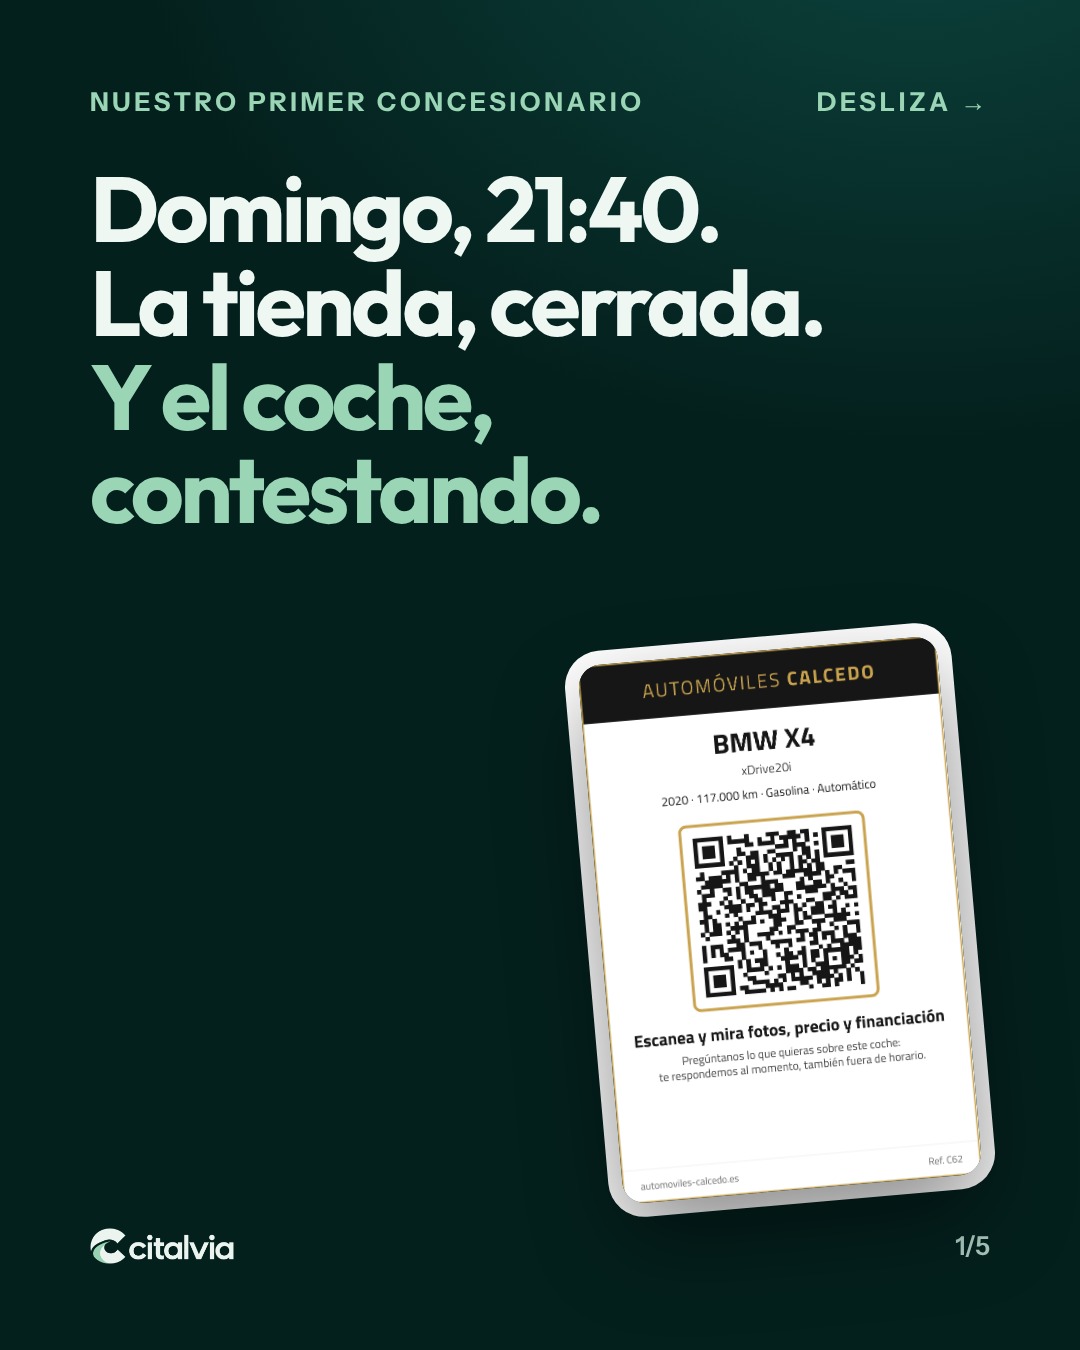 NUESTRO PRIMER CONCESIONARIO
DESLIZA →
Domingo, 21:40.
La tienda, cerrada.
Y el coche,
contestando.
AUTOMÓVILES CALCEDO
BMW X4
xDrive20i
2020 · 117.000 km · Gasolina · Automático
Escanea y mira fotos, precio y financiación
Pregúntanos lo que quieras sobre este coche:
te respondemos al momento, también fuera de horario.
automoviles-calcedo.es
Ref. C62
citalvia
1/5